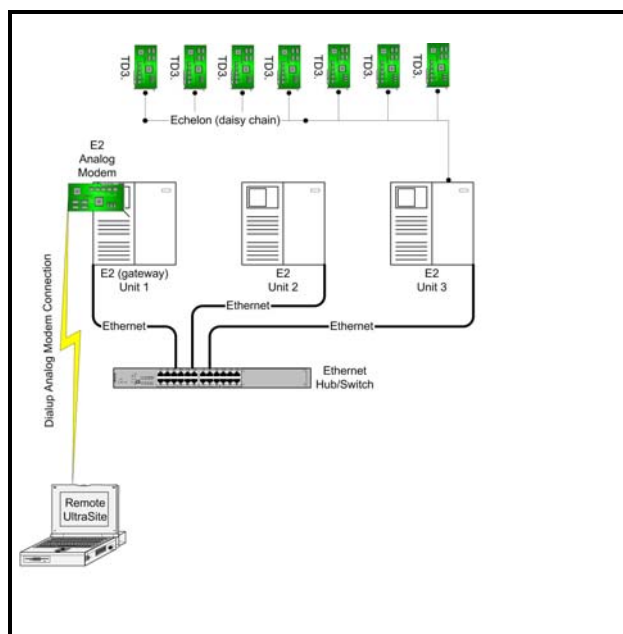 TD3.
TD3.
TD3.
TD3.
TD3.
TD3.
TD3.
Echelon (daisy chain)
E2
Analog
Modem
E2 (gateway)
Unit 1
E2
Unit 2
E2
Unit 3
Ethernet
Ethernet
Ethernet
Ethernet
Hub/Switch
Dialup Analog Modem Connection
Remote
UltraSite